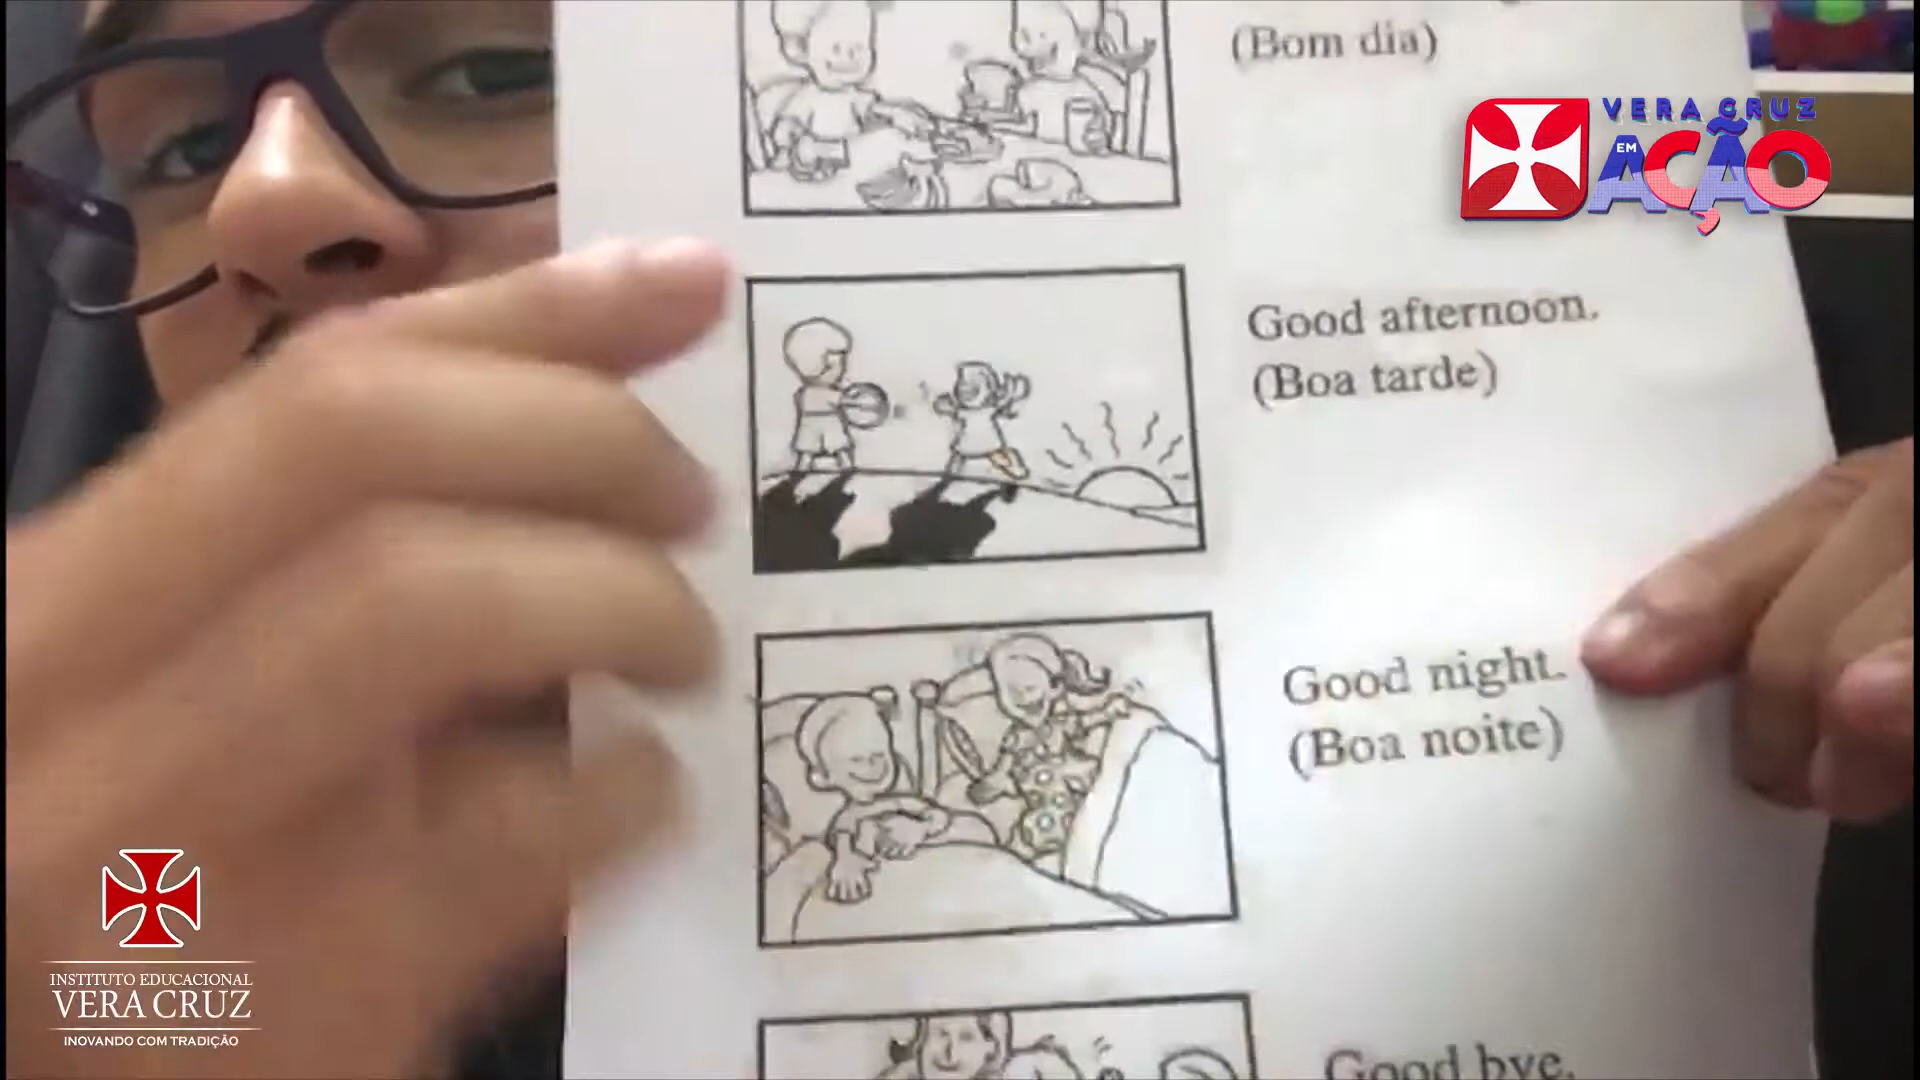 (Bom dia)
VERA CRUZ
EM
AÇÃO
Good afternoon.
(Boa tarde)
Good night.
(Boa noite)
Good bye.
INSTITUTO EDUCACIONAL
VERA CRUZ
INOVANDO COM TRADIÇÃO